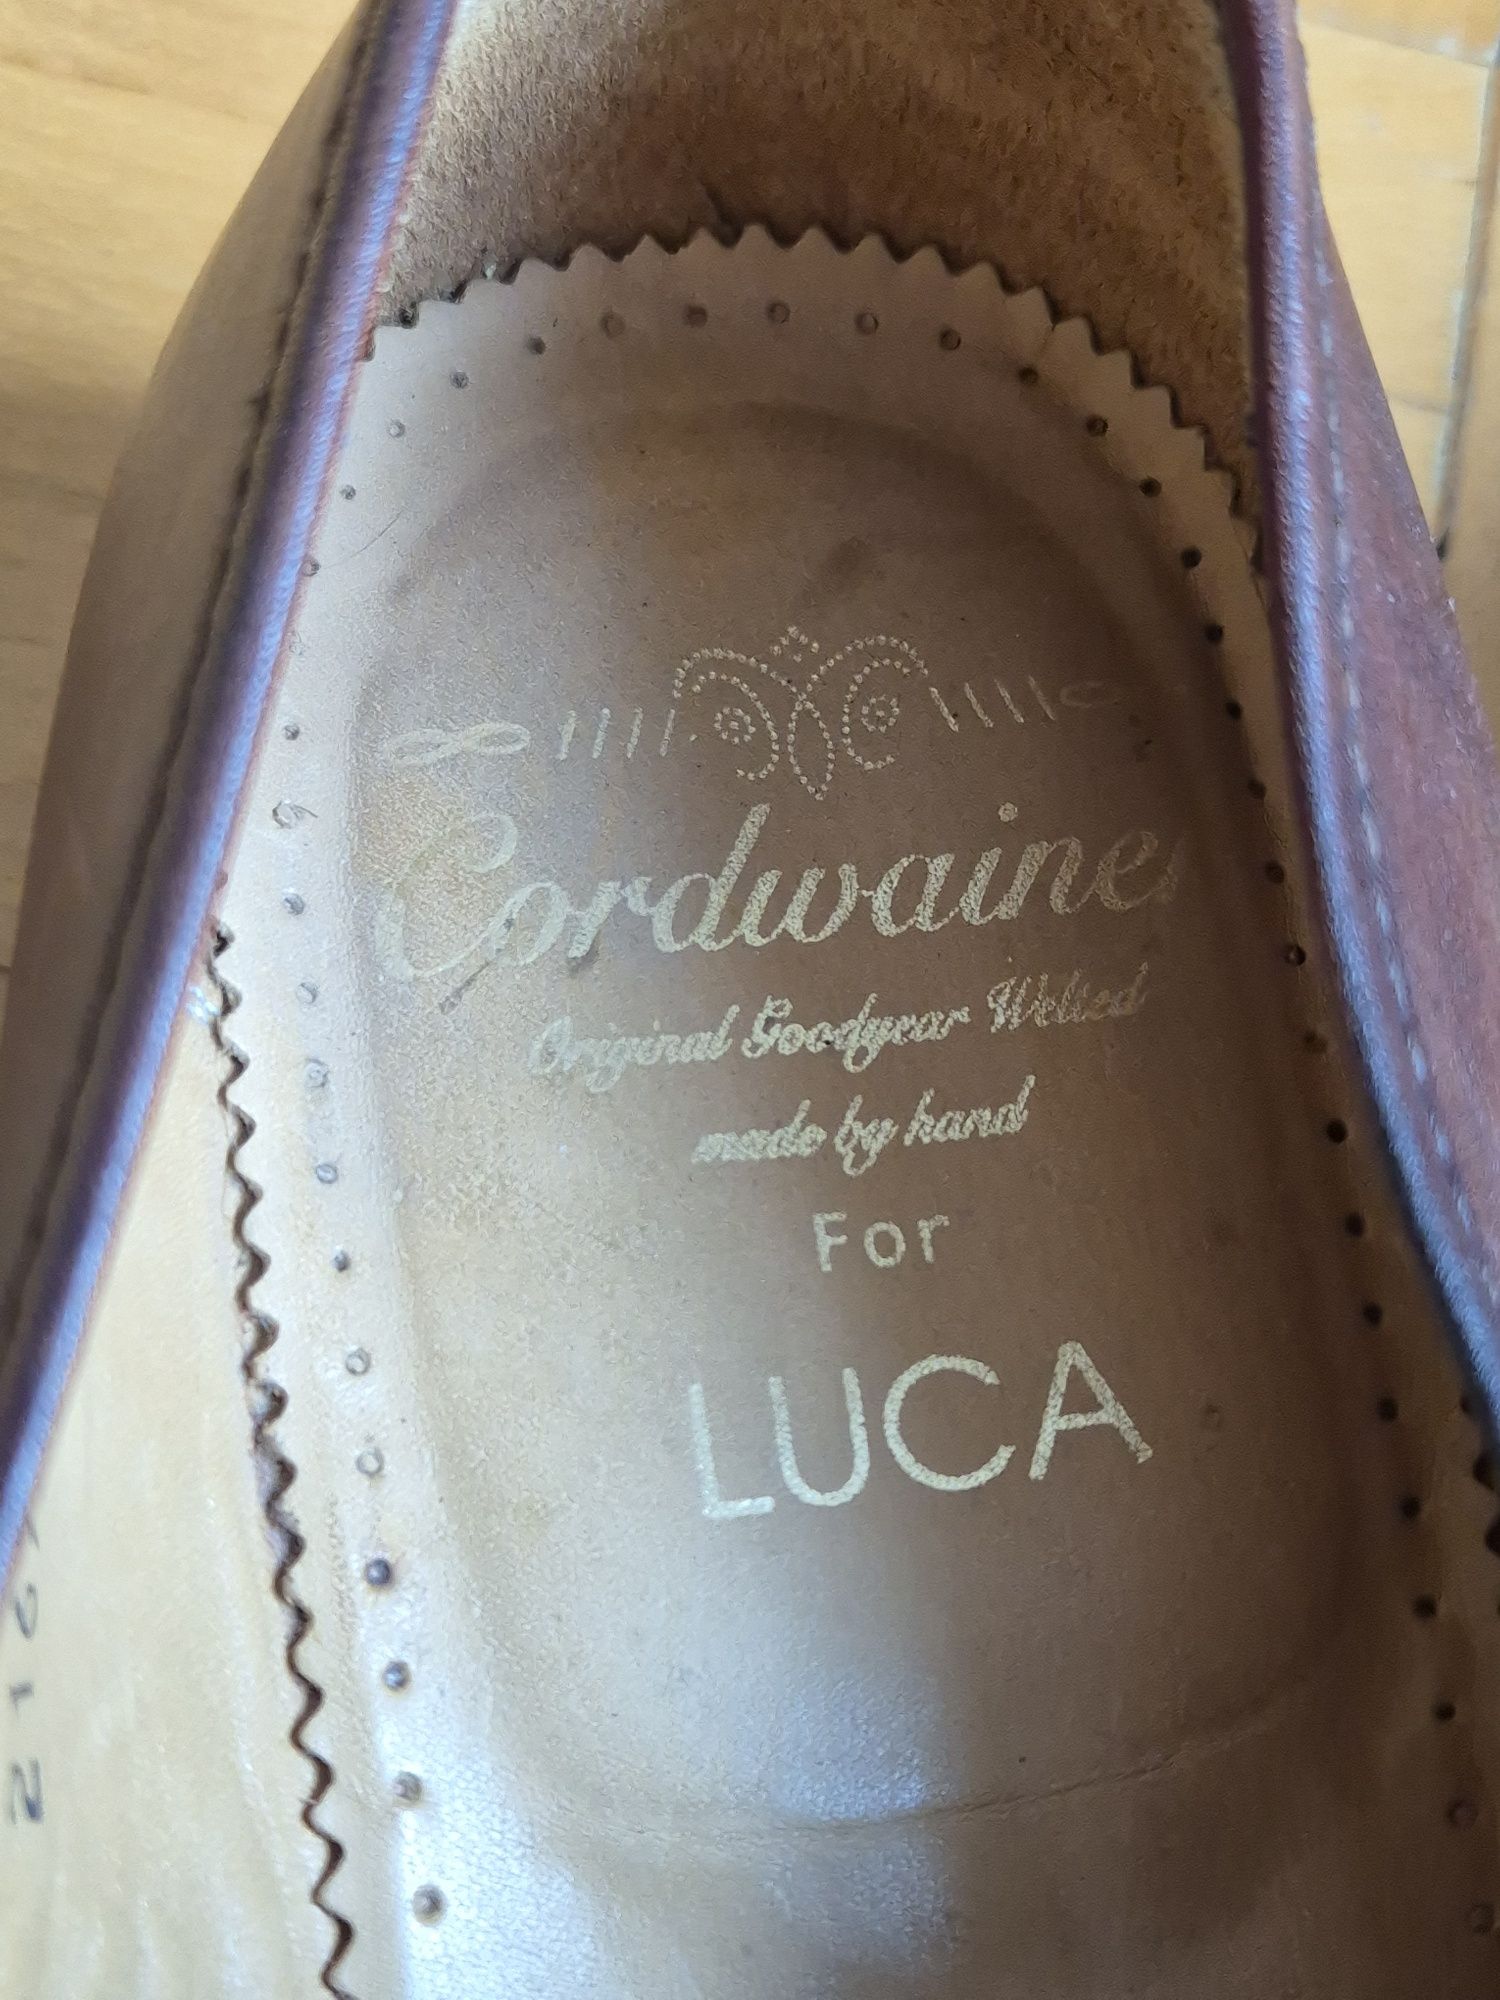 Cordwainer
Original Goodyear Welted
made by hand
For
LUCA